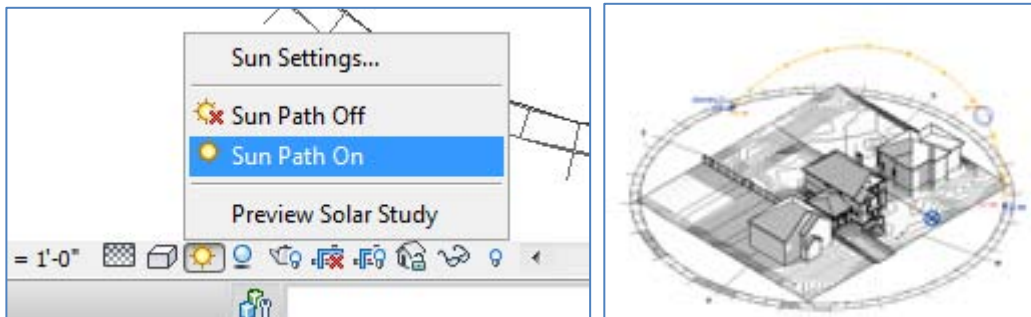 Sun Settings...
Sun Path Off
Sun Path On
Preview Solar Study
= 1'-0"